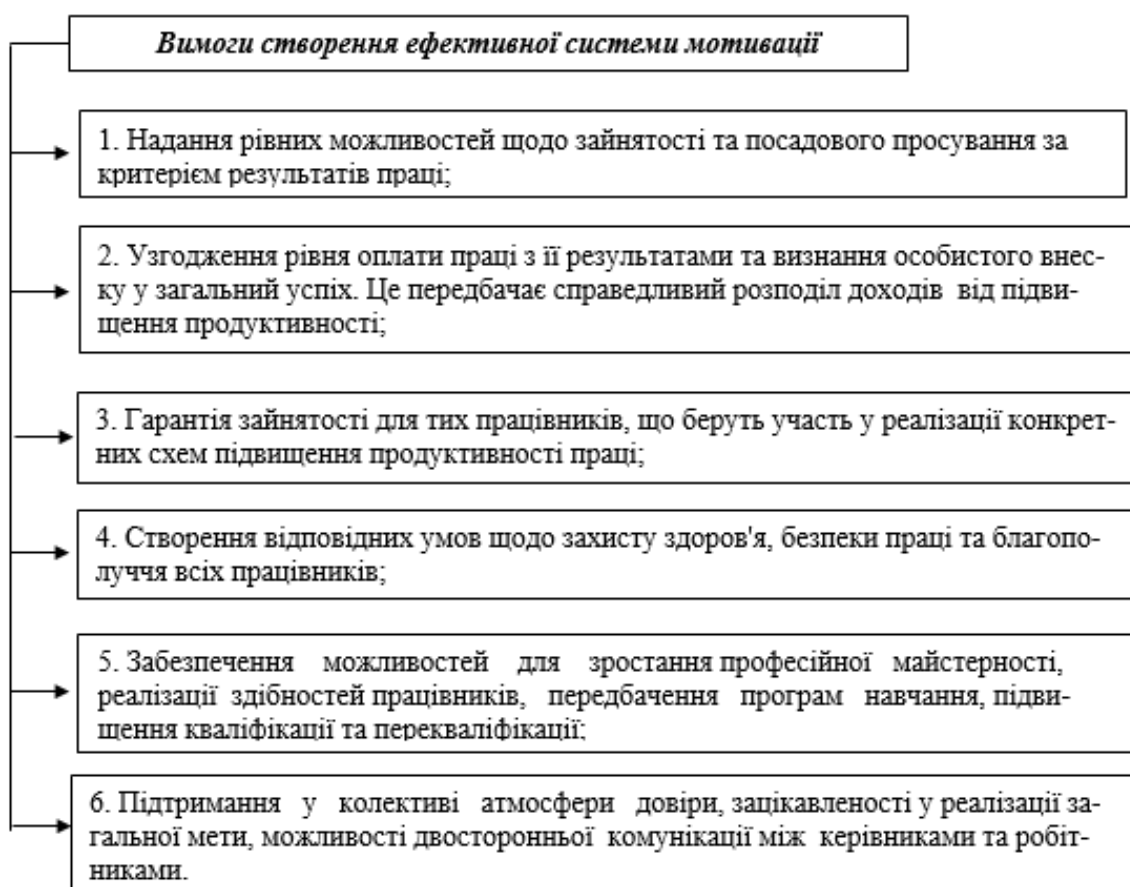 Вимоги створення ефективної системи мотивації
1. Надання рівних можливостей щодо зайнятості та посадового просування за
критерієм результатів праці;
2. Узгодження рівня оплати праці з її результатами та визнання особистого внес-
ку у загальний успіх. Це передбачає справедливий розподіл доходів від підви-
щення продуктивності;
3. Гарантія зайнятості для тих працівників, що беруть участь у реалізації конкрет-
них схем підвищення продуктивності праці;
4. Створення відповідних умов щодо захисту здоров'я, безпеки праці та благопо-
луччя всіх працівників;
5. Забезпечення можливостей для зростання професійної майстерності,
реалізації здібностей працівників, передбачення програм навчання, підви-
щення кваліфікації та перекваліфікації;
6. Підтримання у колективі атмосфери довіри, зацікавленості у реалізації за-
гальної мети, можливості двосторонньої комунікації між керівниками та робіт-
никами.